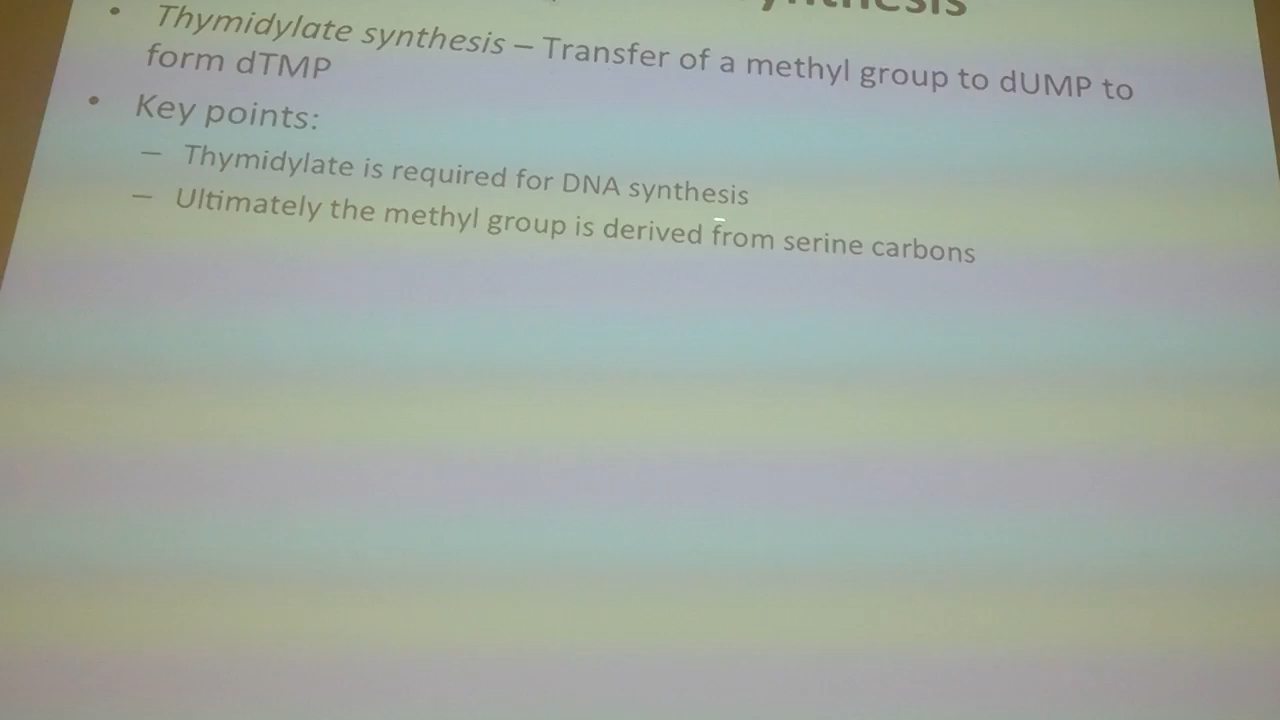 • Thymidylate synthesis – Transfer of a methyl group to dUMP to
form dTMP
• Key points:
– Thymidylate is required for DNA synthesis
– Ultimately the methyl group is derived from serine carbons